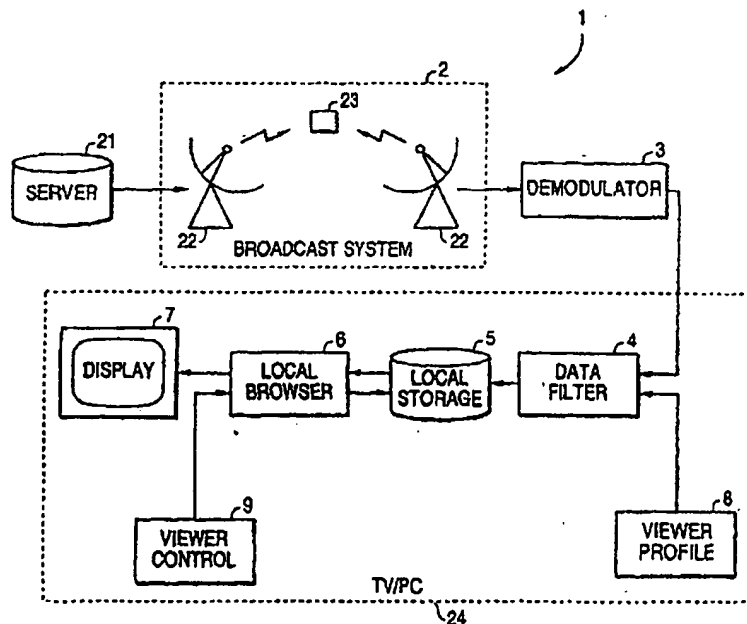 1
2
23
21
SERVER
22
22
BROADCAST SYSTEM
3
DEMODULATOR
7
DISPLAY
6
LOCAL
BROWSER
5
LOCAL
STORAGE
4
DATA
FILTER
9
VIEWER
CONTROL
8
VIEWER
PROFILE
TV/PC
24